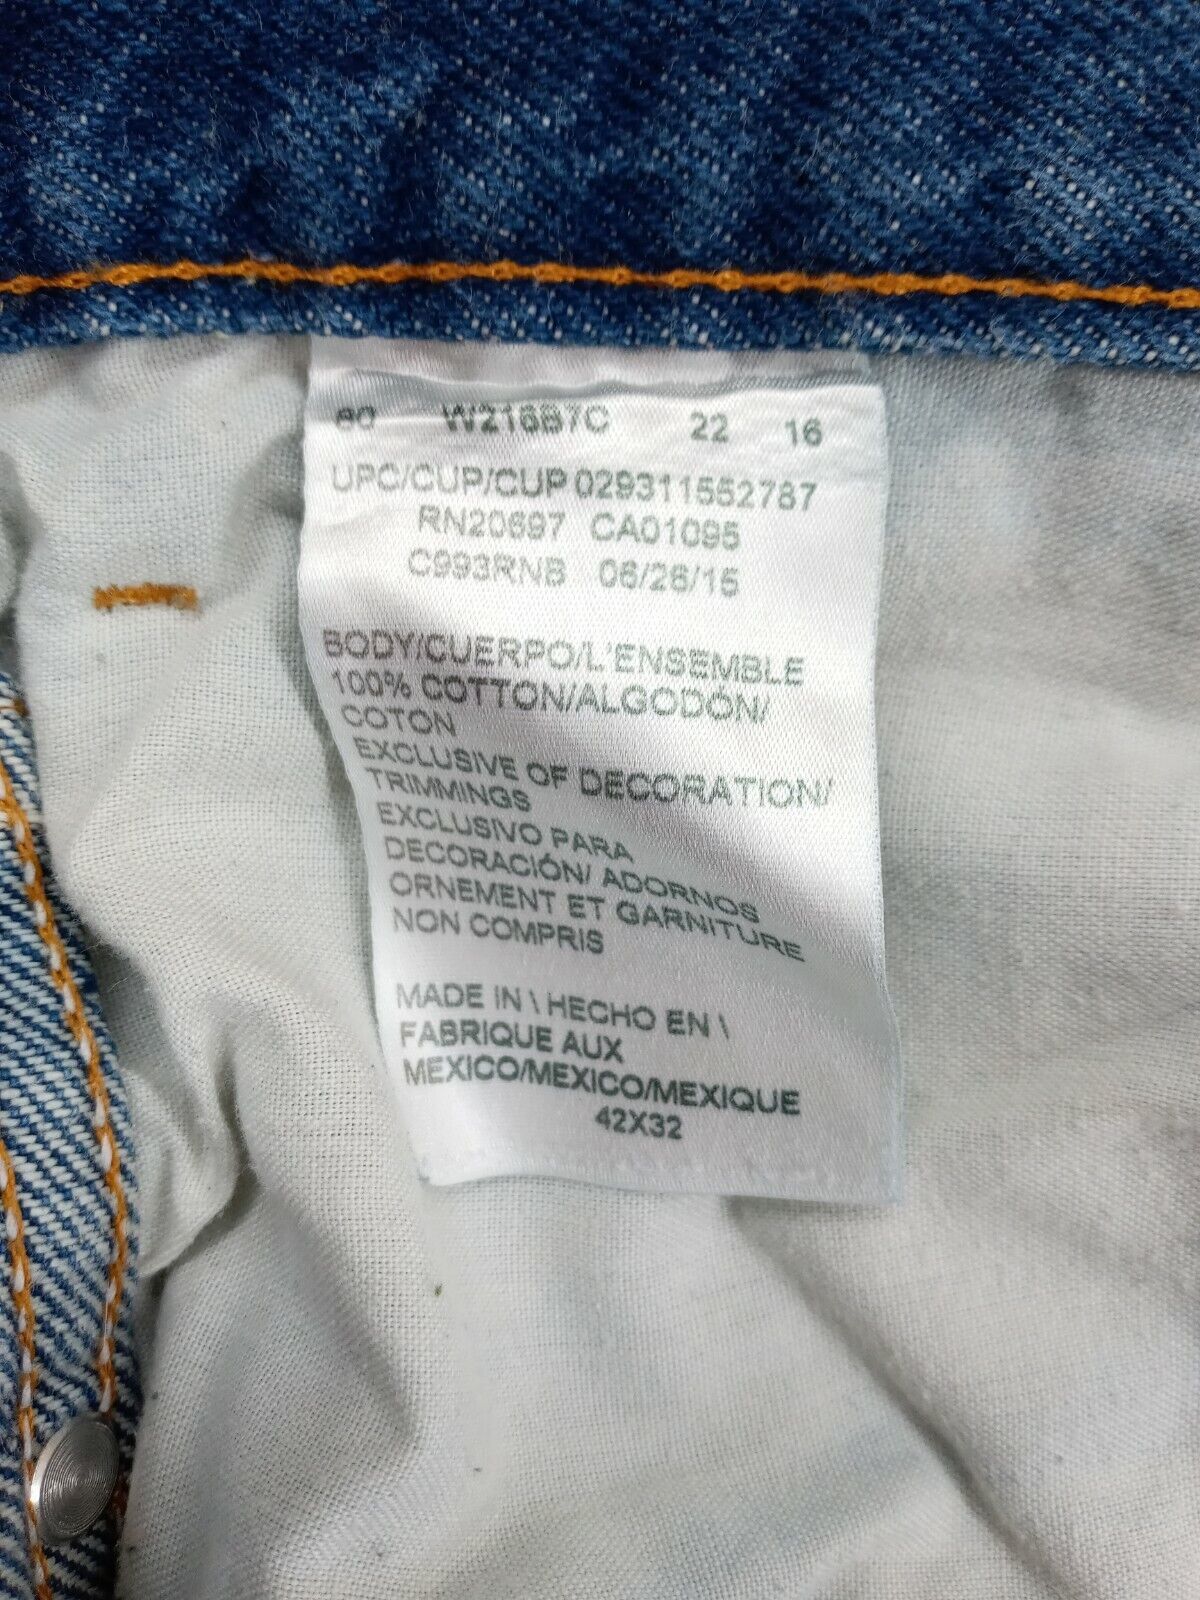 80 W216B7C 22 16
UPC/CUP/CUP 029311552787
RN20697 CA01095
C993RNB 06/26/15
BODY/CUERPO/L'ENSEMBLE
100% COTTON/ALGODÓN/
COTON
EXCLUSIVE OF DECORATION/
TRIMMINGS
EXCLUSIVO PARA
DECORACIÓN/ ADORNOS
ORNEMENT ET GARNITURE
NON COMPRIS
MADE IN \ HECHO EN \
FABRIQUE AUX
MEXICO/MEXICO/MEXIQUE
42X32